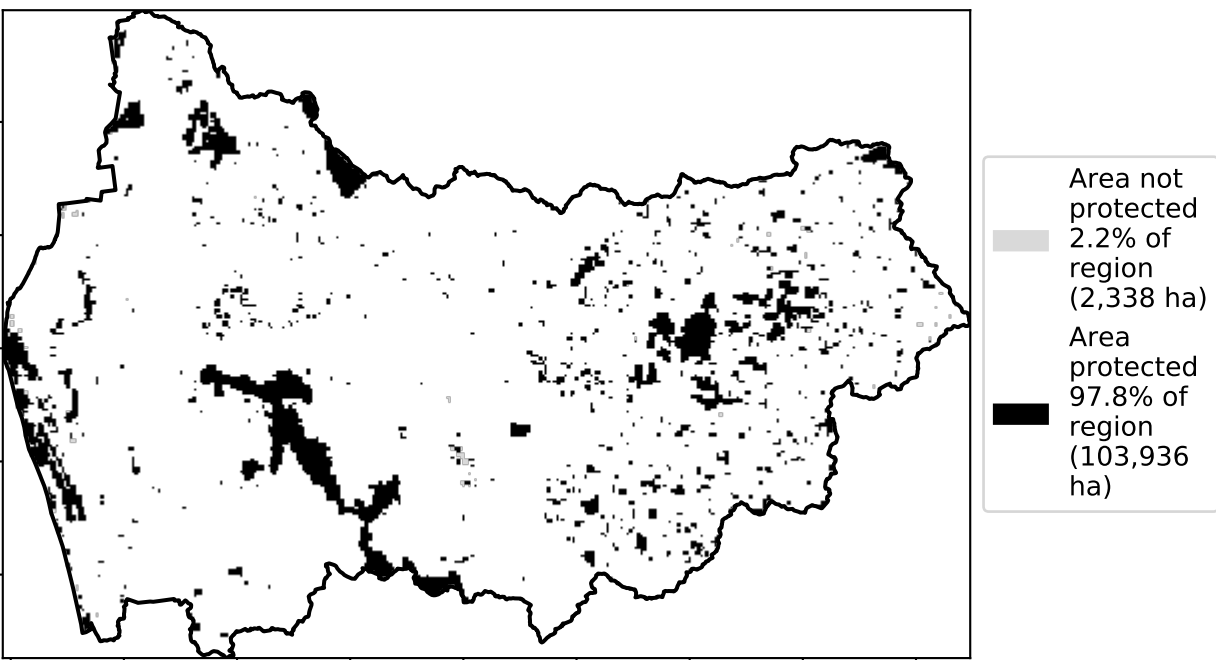 Area not
protected
2.2% of
region
(2,338 ha)
Area
protected
97.8% of
region
(103,936
ha)